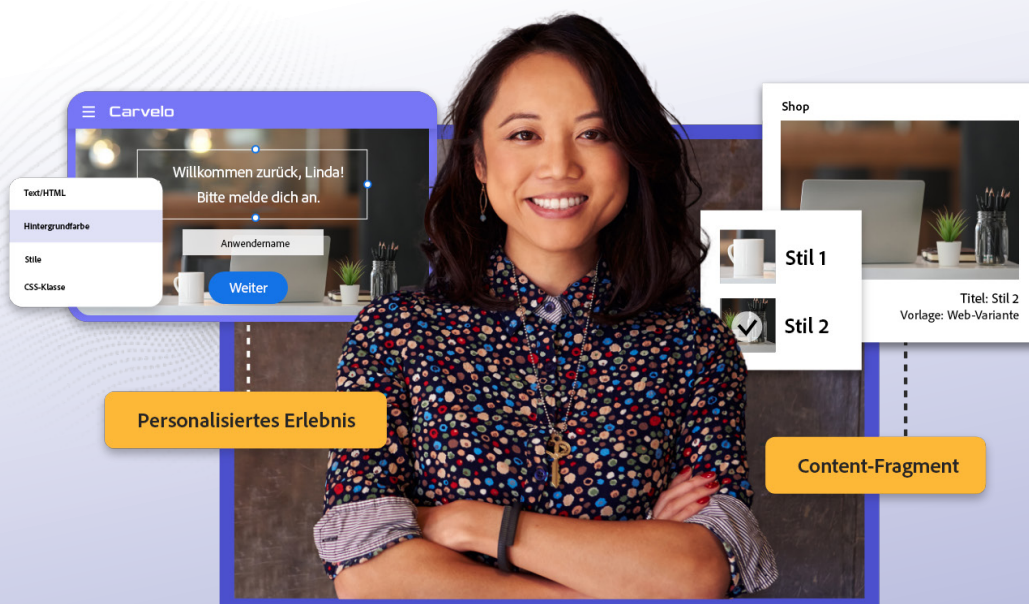 Carvelo
Willkommen zurück, Linda!
Bitte melde dich an.
Anwendername
Weiter
Text/HTML
Hintergrundfarbe
Stile
CSS-Klasse
Personalisiertes Erlebnis
Shop
Stil 1
Stil 2
Titel: Stil 2
Vorlage: Web-Variante
Content-Fragment